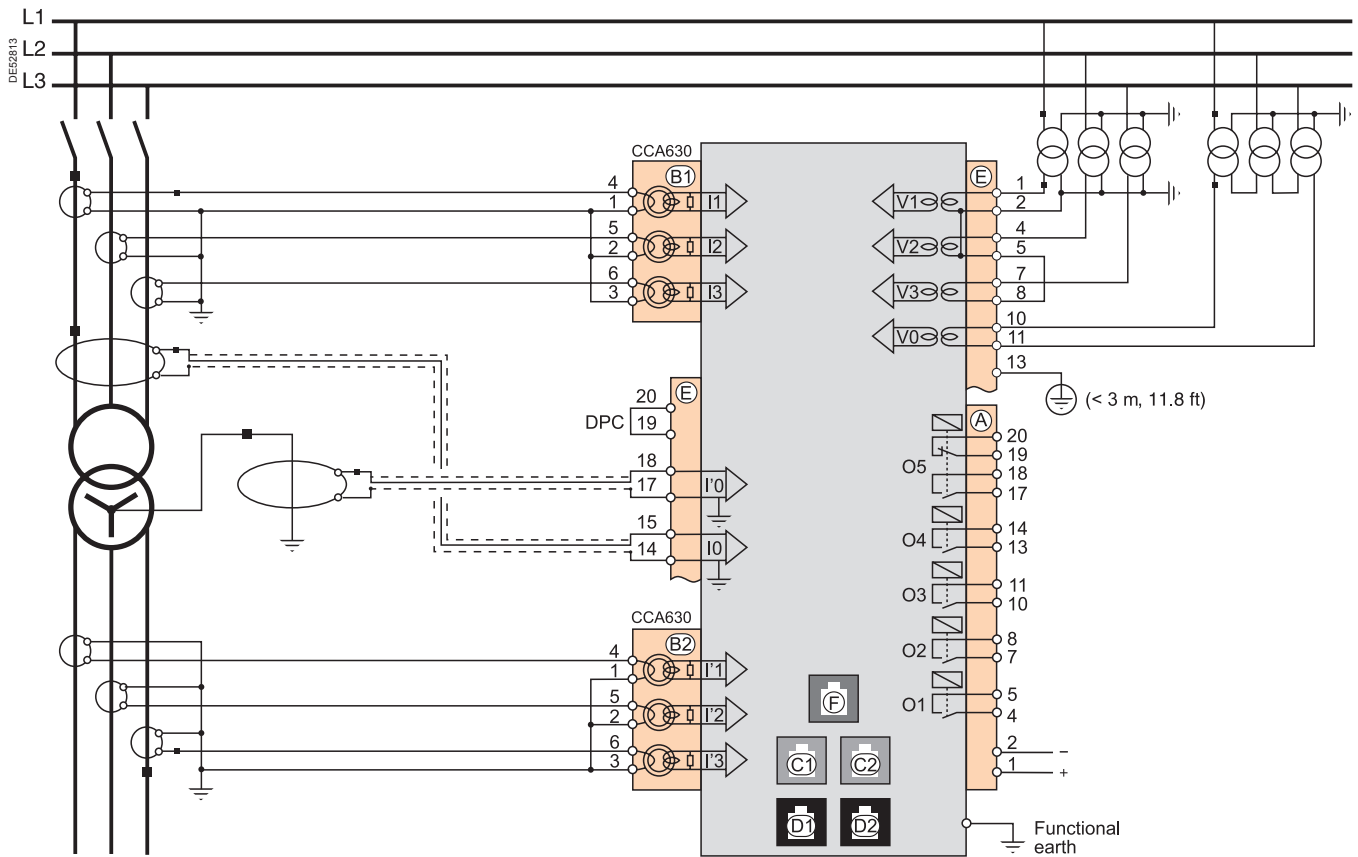 L1
L2
L3
DE52813
CCA630
B1
4
1
5
2
6
3
I1
I2
I3
E
V1
V2
V3
V0
1
2
4
5
7
8
10
11
13
(< 3 m, 11.8 ft)
E
20
DPC 19
18
17
I'0
15
14
I0
CCA630
B2
4
1
5
2
6
3
I'1
I'2
I'3
A
O5
20
19
18
17
O4
14
13
O3
11
10
O2
8
7
O1
5
4
2 –
1 +
F
C1 C2
D1 D2
Functional
earth